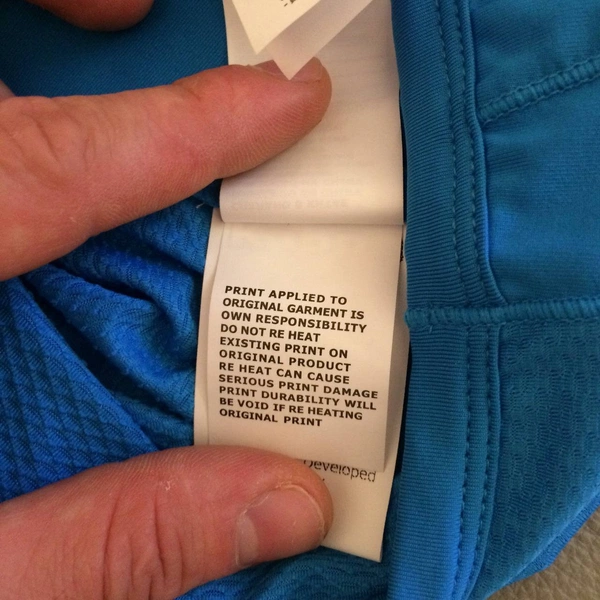 PRINT APPLIED TO
ORIGINAL GARMENT IS
OWN RESPONSIBILITY
DO NOT RE HEAT
EXISTING PRINT ON
ORIGINAL PRODUCT
RE HEAT CAN CAUSE
SERIOUS PRINT DAMAGE
PRINT DURABILITY WILL
BE VOID IF RE HEATING
ORIGINAL PRINT
Developed